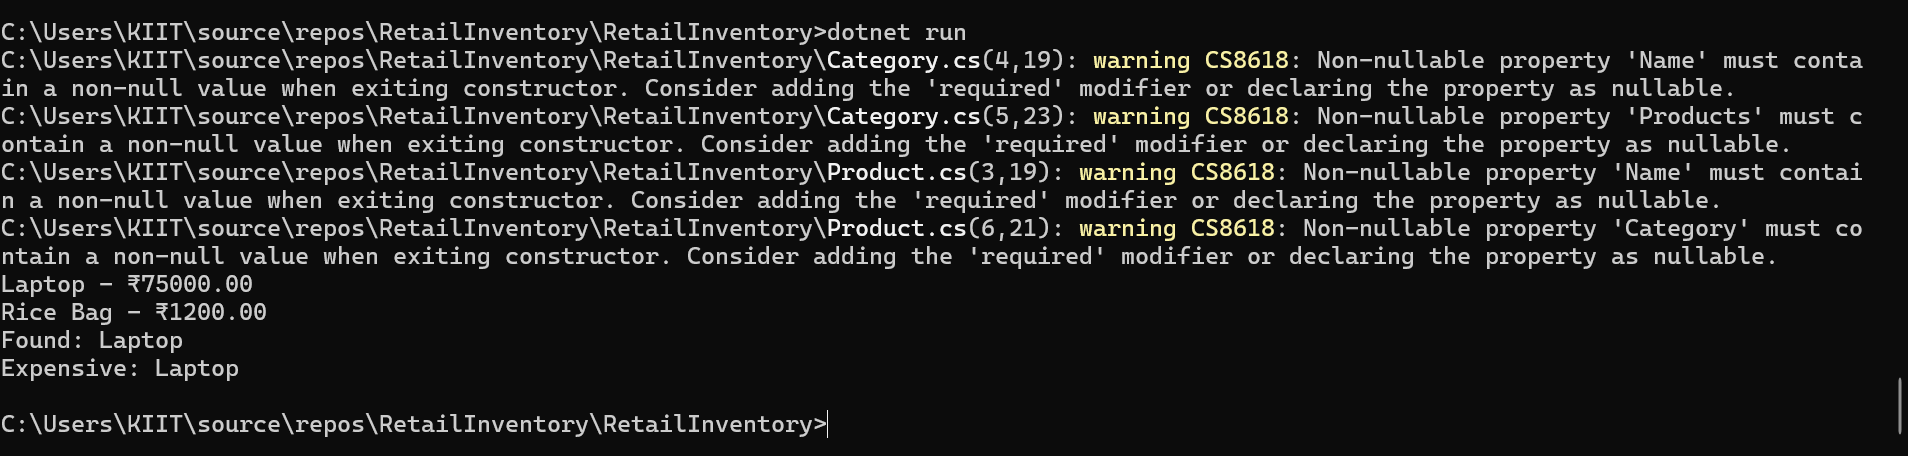 C:\Users\KIIT\source\repos\RetailInventory\RetailInventory>dotnet run
C:\Users\KIIT\source\repos\RetailInventory\RetailInventory\Category.cs(4,19): warning CS8618: Non-nullable property 'Name' must conta
in a non-null value when exiting constructor. Consider adding the 'required' modifier or declaring the property as nullable.
C:\Users\KIIT\source\repos\RetailInventory\RetailInventory\Category.cs(5,23): warning CS8618: Non-nullable property 'Products' must c
ontain a non-null value when exiting constructor. Consider adding the 'required' modifier or declaring the property as nullable.
C:\Users\KIIT\source\repos\RetailInventory\RetailInventory\Product.cs(3,19): warning CS8618: Non-nullable property 'Name' must contai
n a non-null value when exiting constructor. Consider adding the 'required' modifier or declaring the property as nullable.
C:\Users\KIIT\source\repos\RetailInventory\RetailInventory\Product.cs(6,21): warning CS8618: Non-nullable property 'Category' must co
ntain a non-null value when exiting constructor. Consider adding the 'required' modifier or declaring the property as nullable.
Laptop - ₹75000.00
Rice Bag - ₹1200.00
Found: Laptop
Expensive: Laptop
C:\Users\KIIT\source\repos\RetailInventory\RetailInventory>